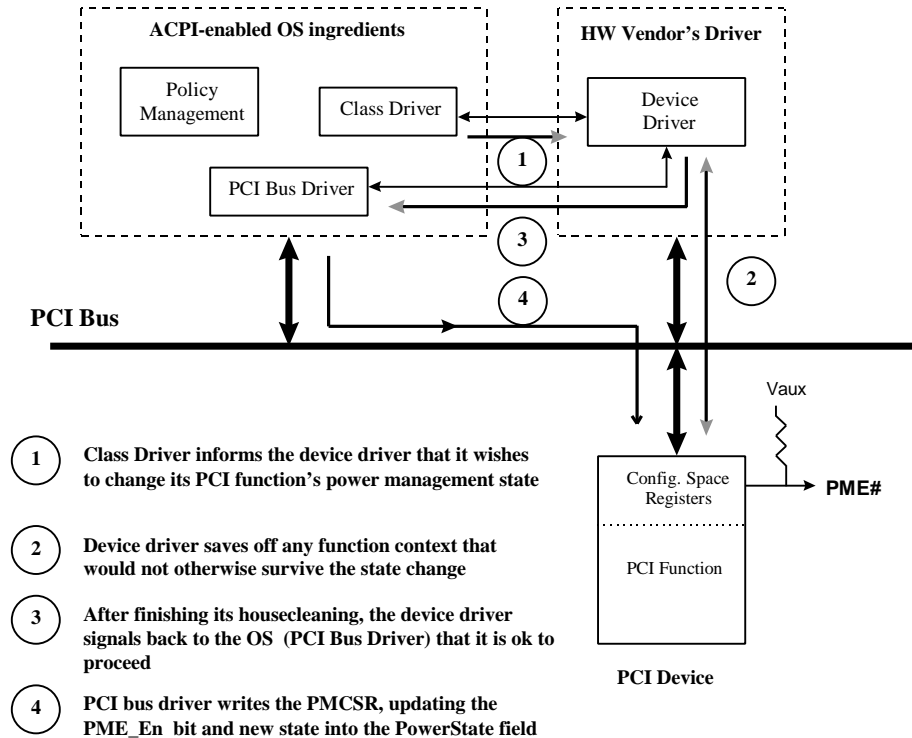 ACPI-enabled OS ingredients
HW Vendor's Driver
Policy
Management
Class Driver
Device
Driver
1
PCI Bus Driver
3
2
4
PCI Bus
Vaux
1
Class Driver informs the device driver that it wishes
to change its PCI function's power management state
Config. Space
Registers
PME#
2
Device driver saves off any function context that
would not otherwise survive the state change
PCI Function
3
After finishing its housecleaning, the device driver
signals back to the OS (PCI Bus Driver) that it is ok to
proceed
PCI Device
4
PCI bus driver writes the PMCSR, updating the
PME_En bit and new state into the PowerState field